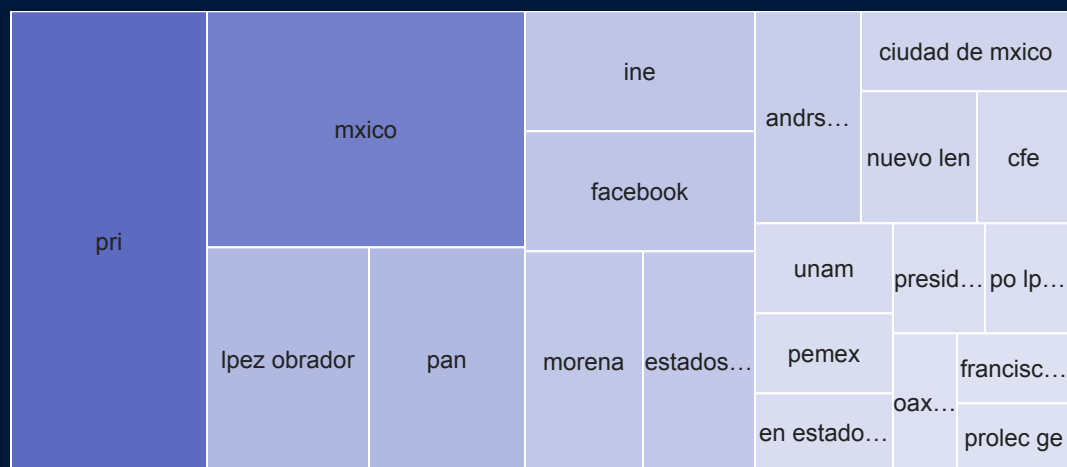 pri
mxico
lpez obrador
pan
ine
facebook
morena
estados…
andrs…
ciudad de mxico
nuevo len
cfe
unam
pemex
en estado…
presid…
po lp…
oax…
francisc…
prolec ge